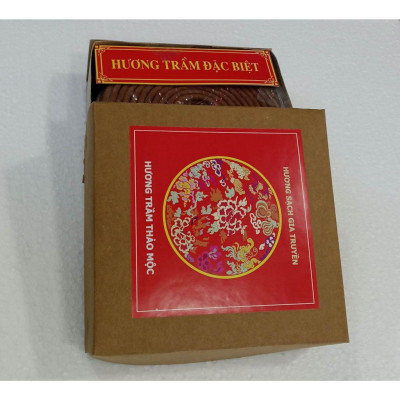 HƯƠNG TRẦM ĐẶC BIỆT
HƯƠNG SẠCH GIA TRUYỀN
HƯƠNG TRẦM THẢO MỘC